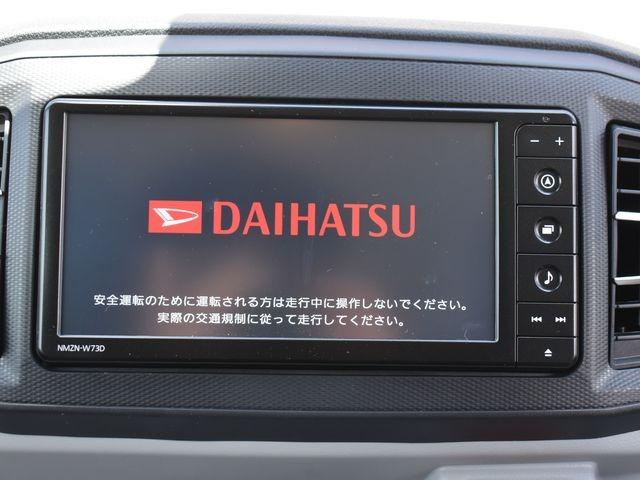 DAIHATSU
安全運転のために運転される方は走行中に操作しないでください。
実際の交通規制に従って走行してください。
NMZN-W73D